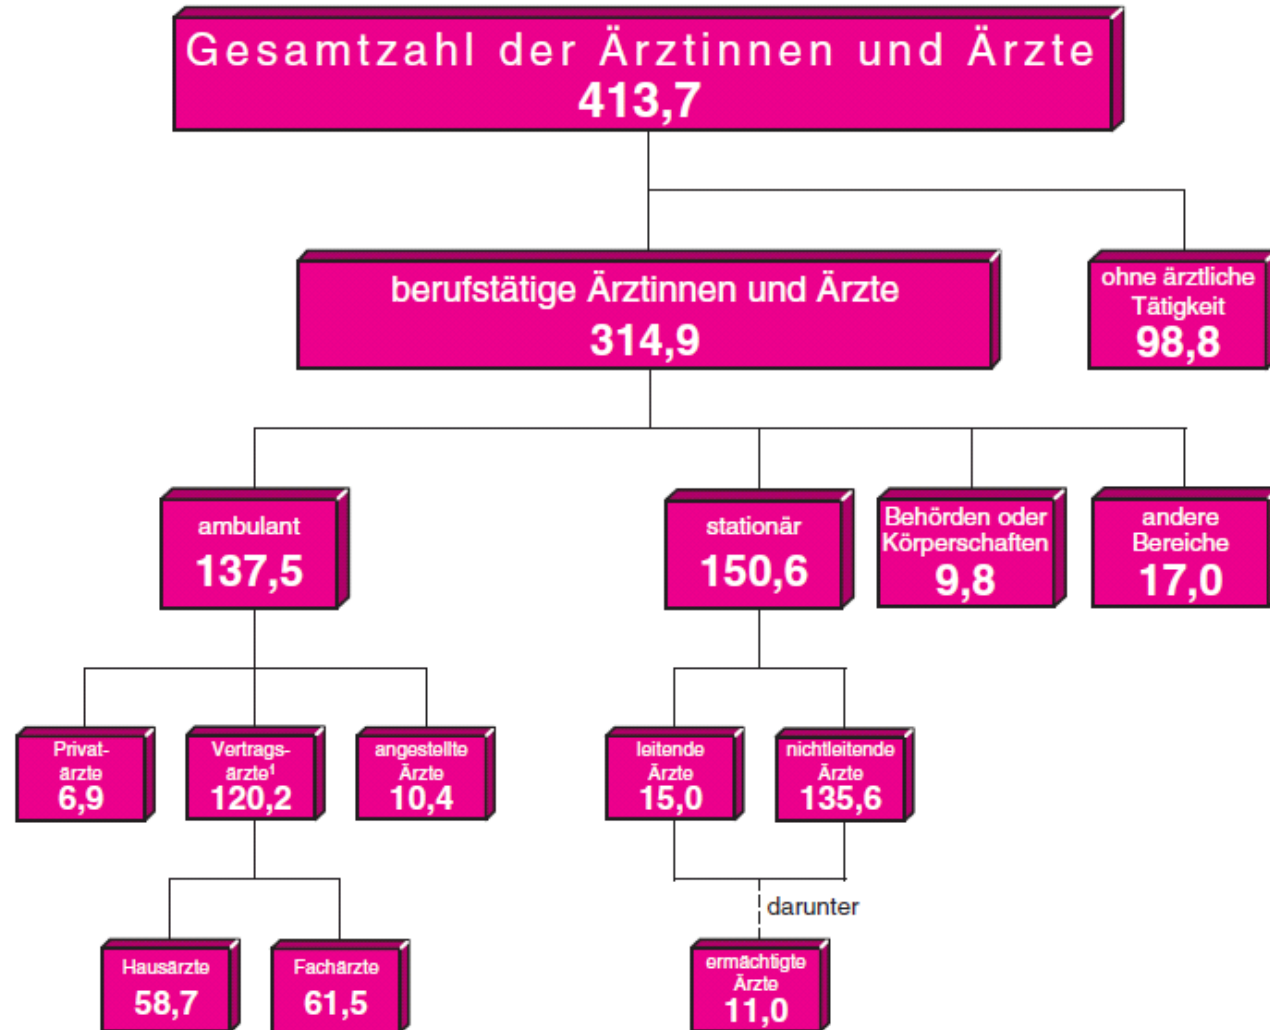 Gesamtzahl der Ärztinnen und Ärzte
413,7
berufstätige Ärztinnen und Ärzte
314,9
ohne ärztliche
Tätigkeit
98,8
ambulant
137,5
stationär
150,6
Behörden oder
Körperschaften
9,8
andere
Bereiche
17,0
Privat-
ärzte
6,9
Vertrags-
ärzte¹
120,2
angestellte
Ärzte
10,4
leitende
Ärzte
15,0
nichtleitende
Ärzte
135,6
darunter
Hausärzte
58,7
Fachärzte
61,5
ermächtigte
Ärzte
11,0